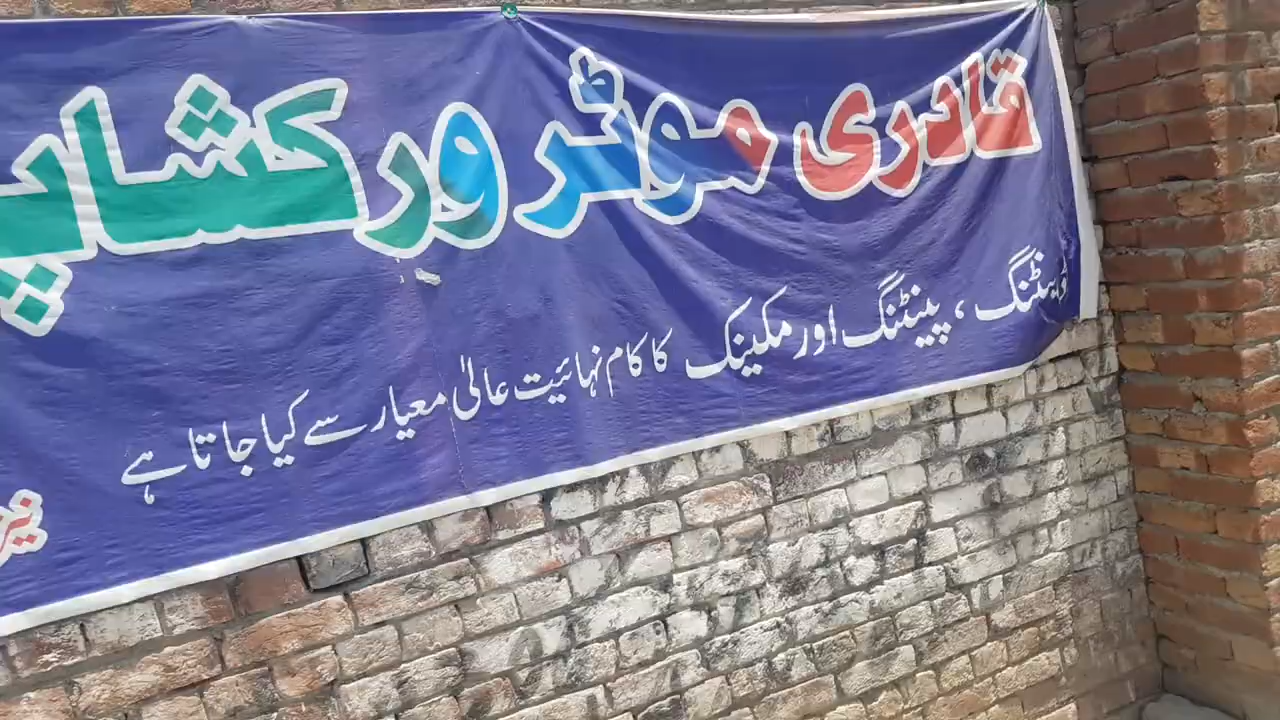 قادری موٹر ورکشاپ
ڈینٹنگ، پینٹنگ اور مکینک کا کام نہائیت عالیٰ معیار سے کیا جاتا ہے